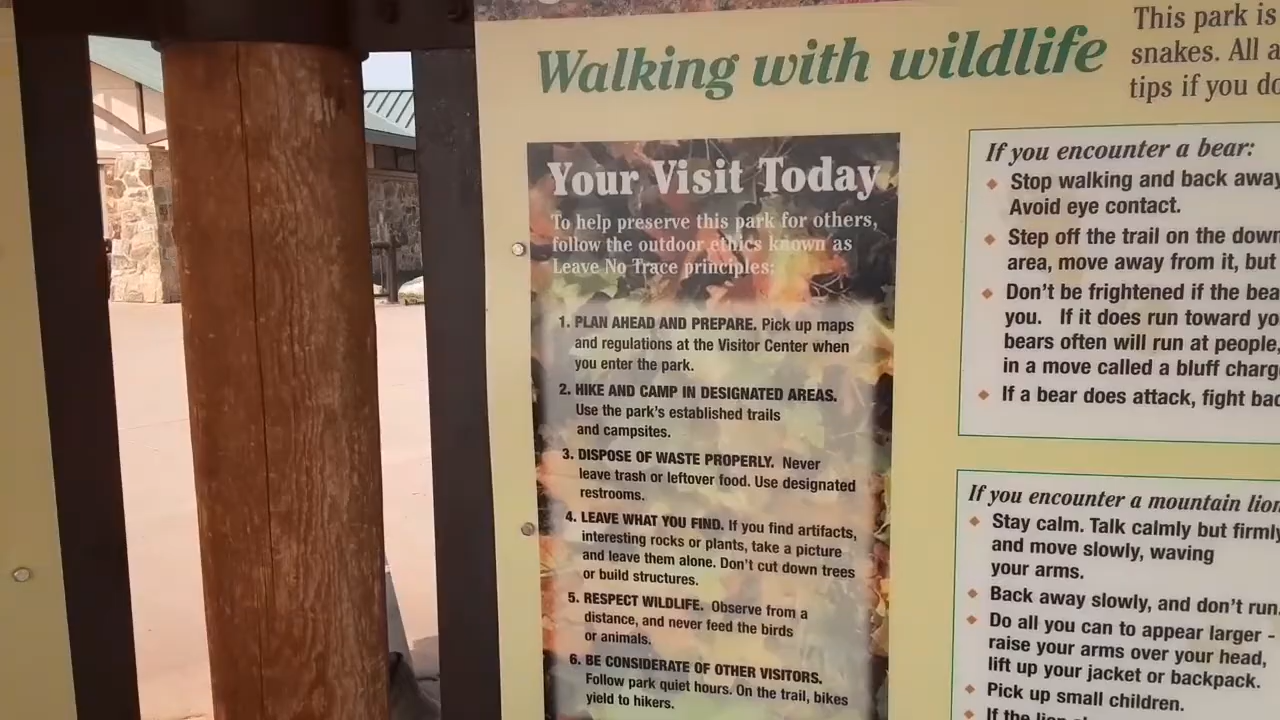 Walking with wildlife
This park is
snakes. All a
tips if you do
Your Visit Today
To help preserve this park for others,
follow the outdoor ethics known as
Leave No Trace principles:
1. PLAN AHEAD AND PREPARE. Pick up maps
and regulations at the Visitor Center when
you enter the park.
2. HIKE AND CAMP IN DESIGNATED AREAS.
Use the park's established trails
and campsites.
3. DISPOSE OF WASTE PROPERLY. Never
leave trash or leftover food. Use designated
restrooms.
4. LEAVE WHAT YOU FIND. If you find artifacts,
interesting rocks or plants, take a picture
and leave them alone. Don't cut down trees
or build structures.
5. RESPECT WILDLIFE. Observe from a
distance, and never feed the birds
or animals.
6. BE CONSIDERATE OF OTHER VISITORS.
Follow park quiet hours. On the trail, bikes
yield to hikers.
If you encounter a bear:
Stop walking and back away
Avoid eye contact.
Step off the trail on the down
area, move away from it, but
Don't be frightened if the bea
you. If it does run toward yo
bears often will run at people,
in a move called a bluff charg
If a bear does attack, fight bac
If you encounter a mountain lion
Stay calm. Talk calmly but firmly
and move slowly, waving
your arms.
Back away slowly, and don't run.
Do all you can to appear larger -
raise your arms over your head,
lift up your jacket or backpack.
Pick up small children.
If the lion